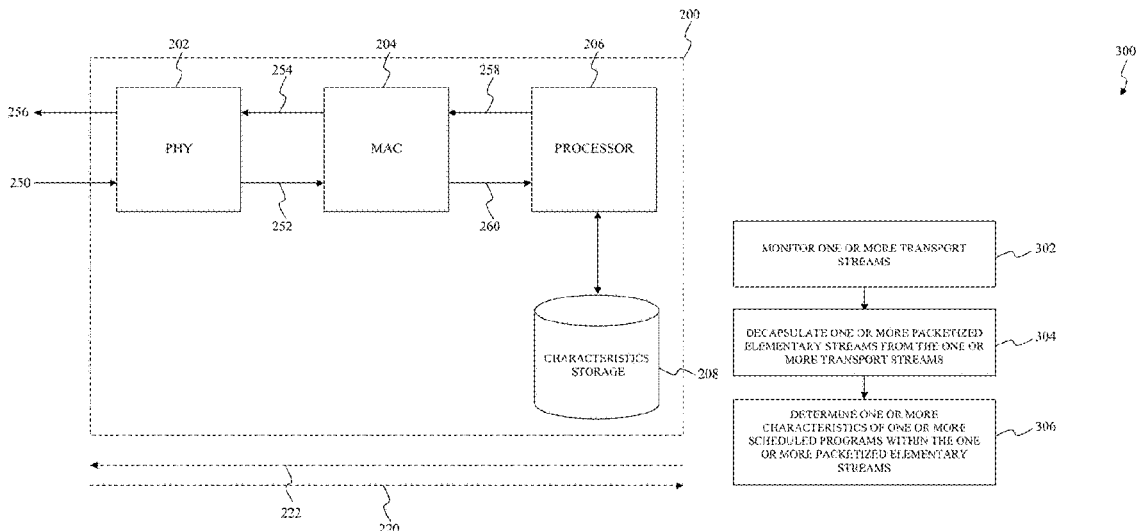 200
202
204
206
254
258
256
PHY
MAC
PROCESSOR
250
252
260
CHARACTERISTICS
STORAGE
208
222
220
300
MONITOR ONE OR MORE TRANSPORT
STREAMS
302
DECAPSULATE ONE OR MORE PACKETIZED
ELEMENTARY STREAMS FROM THE ONE OR
MORE TRANSPORT STREAMS
304
DETERMINE ONE OR MORE
CHARACTERISTICS OF ONE OR MORE
SCHEDULED PROGRAMS WITHIN THE ONE
OR MORE PACKETIZED ELEMENTARY
STREAMS
306